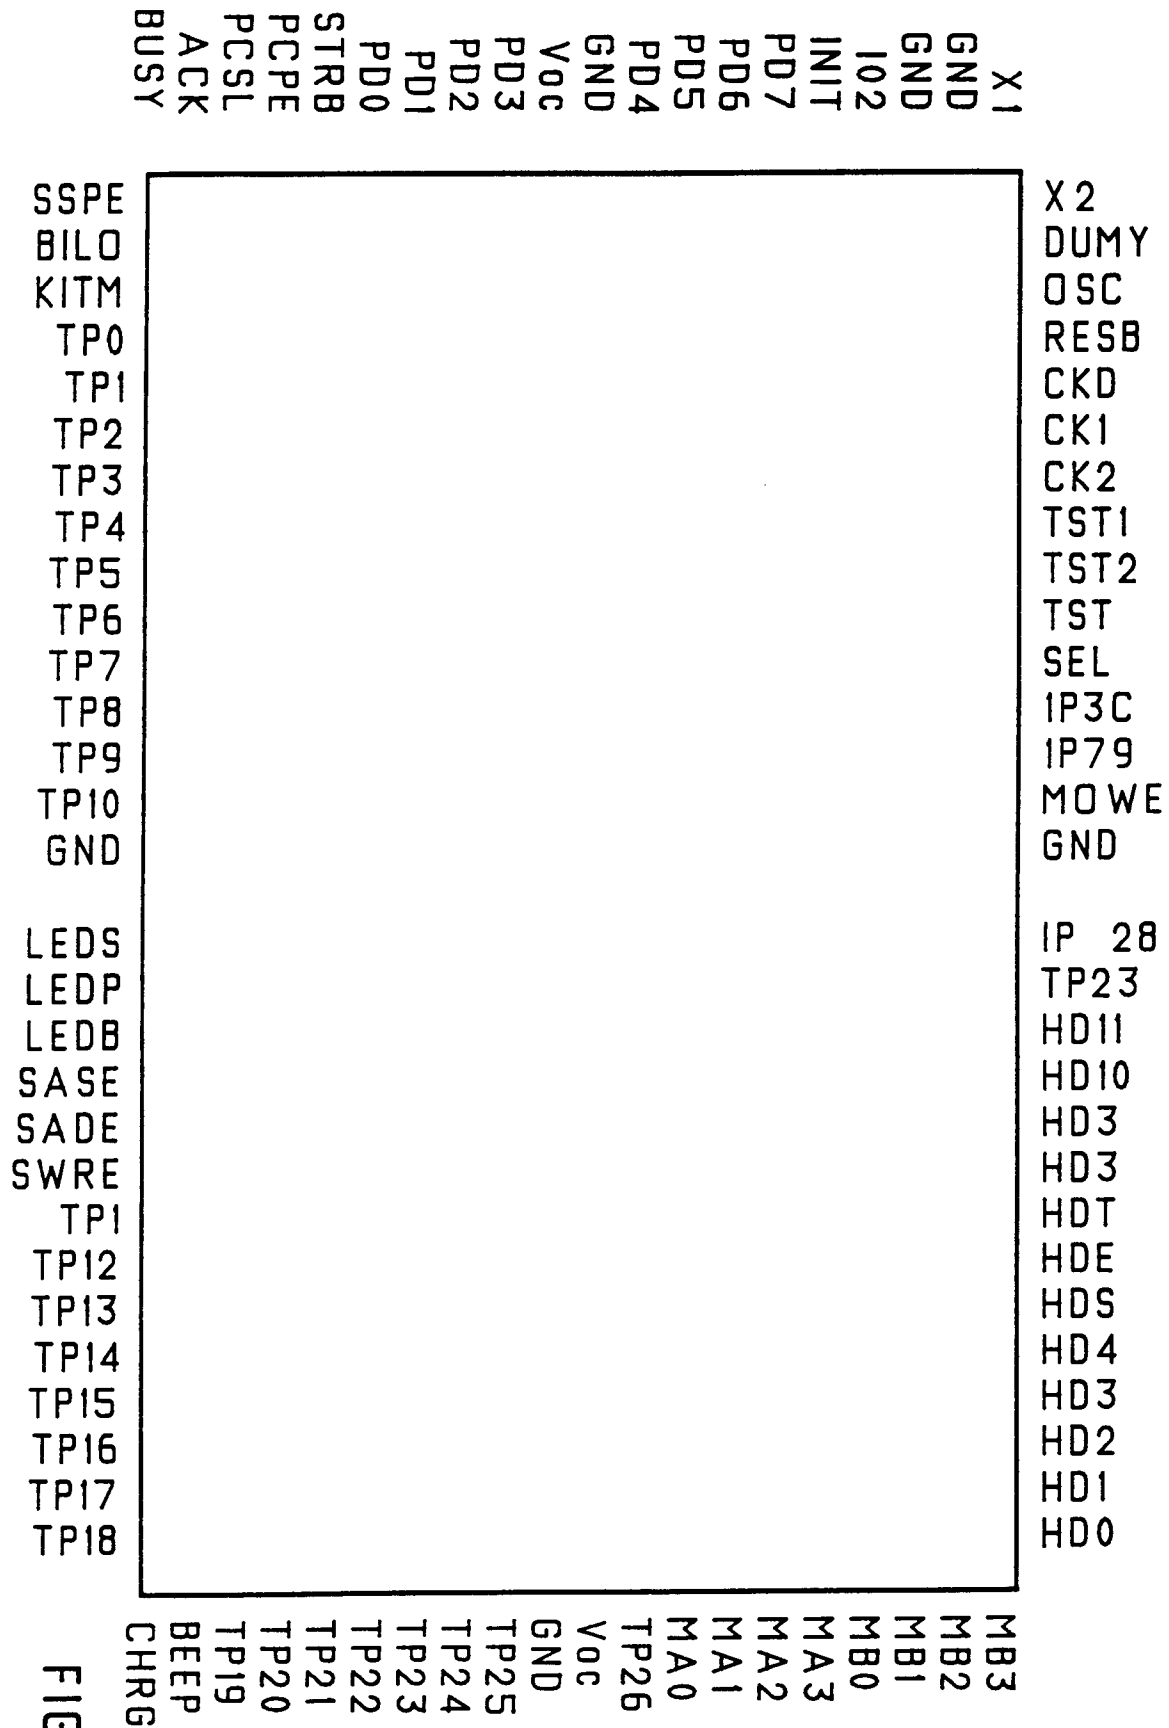 BUSY
ACK
PCSL
PCPE
STRB
PD0
PD1
PD2
PD3
Voc
GND
PD4
PD5
PD6
PD7
INIT
IO2
GND
GND
X1
SSPE
BILO
KITM
TP0
TP1
TP2
TP3
TP4
TP5
TP6
TP7
TP8
TP9
TP10
GND
LEDS
LEDP
LEDB
SASE
SADE
SWRE
TP1
TP12
TP13
TP14
TP15
TP16
TP17
TP18
X2
DUMY
OSC
RESB
CKD
CK1
CK2
TST1
TST2
TST
SEL
IP3C
IP79
MOWE
GND
IP 28
TP23
HD11
HD10
HD3
HD3
HDT
HDE
HDS
HD4
HD3
HD2
HD1
HD0
CHRG
BEEP
TP19
TP20
TP21
TP22
TP23
TP24
TP25
GND
Voc
TP26
MA0
MA1
MA2
MA3
MB0
MB1
MB2
MB3
FIG